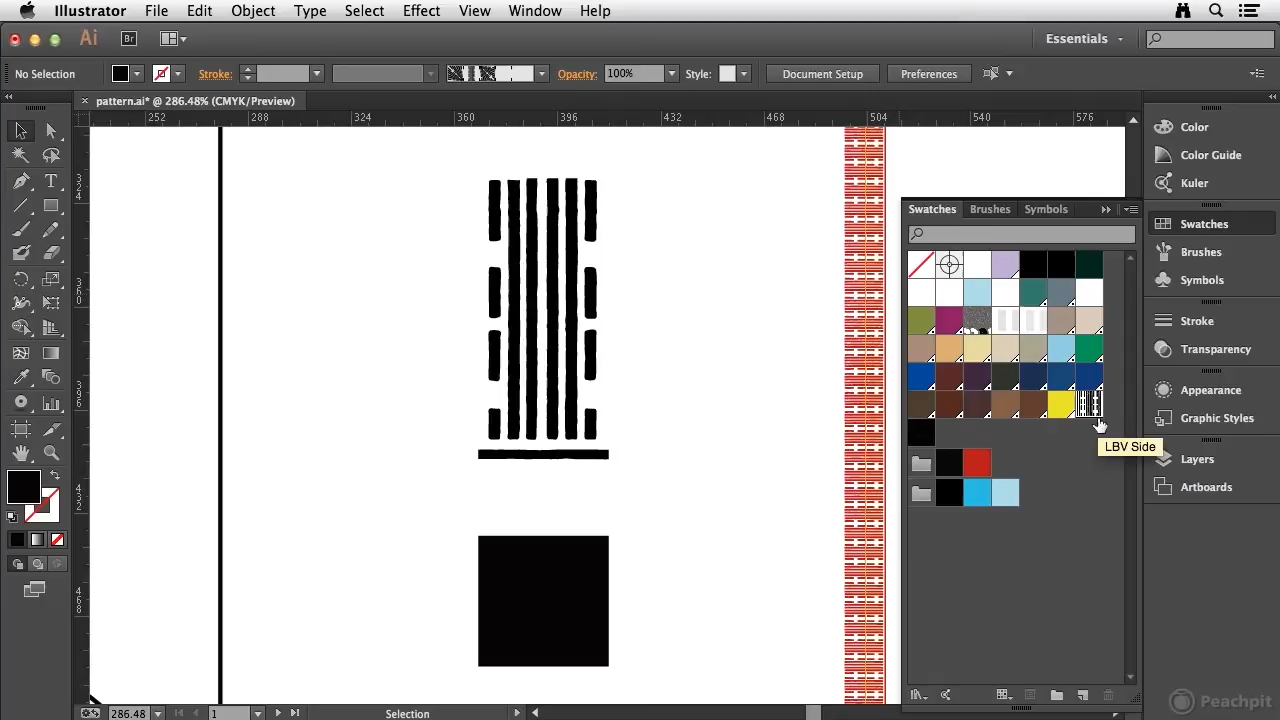 Illustrator File Edit Object Type Select Effect View Window Help
Ai Br Essentials
No Selection Stroke: Opacity: 100% Style: Document Setup Preferences
pattern.ai* @ 286.48% (CMYK/Preview)
252 288 324 360 396 432 468 504 540 576
Color
Color Guide
Kuler
Swatches Brushes Symbols
Swatches
Brushes
Symbols
Stroke
Transparency
Appearance
Graphic Styles
LBV Side
Layers
Artboards
286.48% 1 Selection
Peachpit